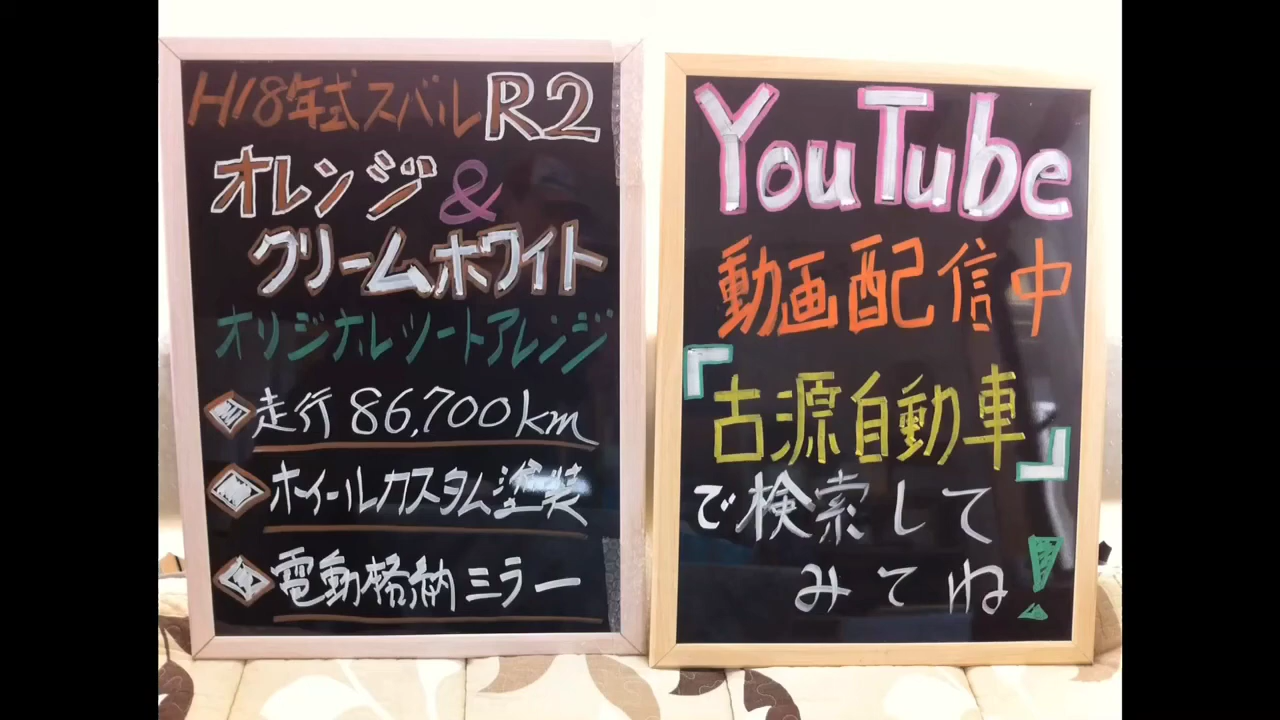 H18年式スバルR2
オレンジ&
クリームホワイト
オリジナルツートアレンジ
走行86,700km
ホイールカスタム塗装
電動格納ミラー
YouTube
動画配信中
『古源自動車』
で検索して
みてね!